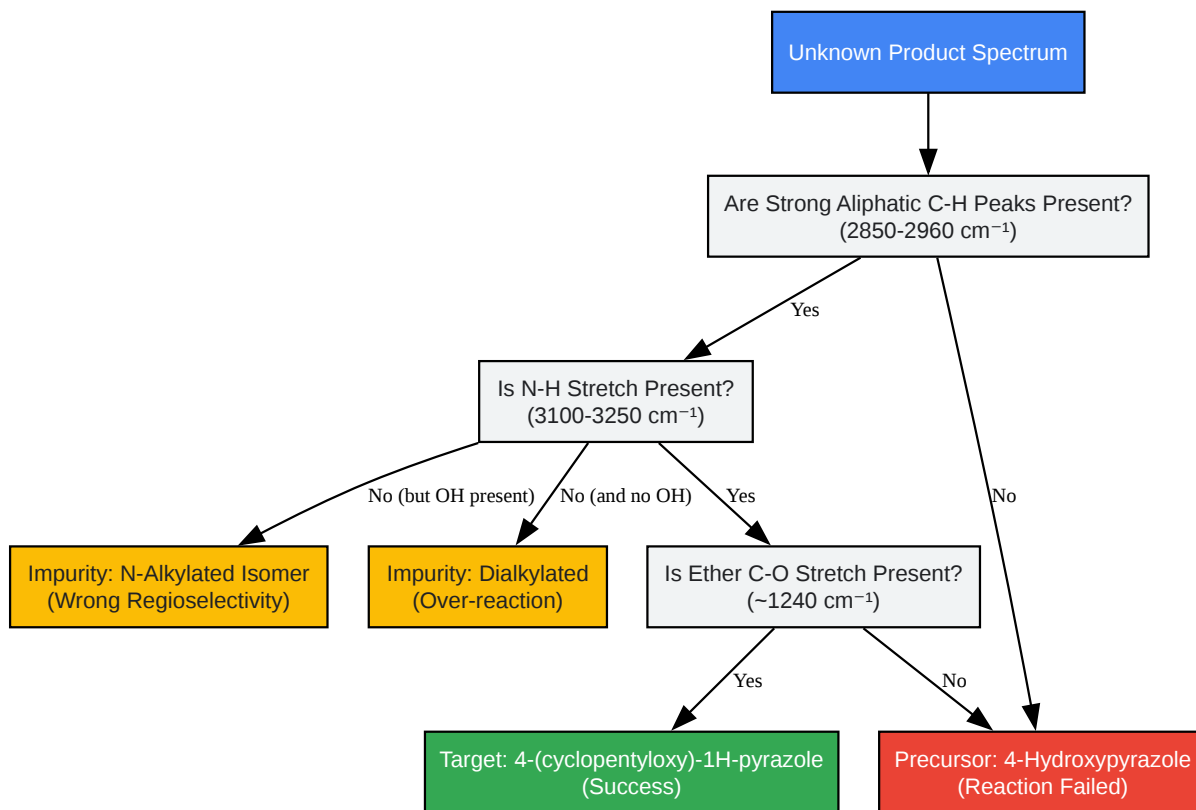 Unknown Product Spectrum
Are Strong Aliphatic C-H Peaks Present?
(2850-2960 cm⁻¹)
Yes
Is N-H Stretch Present?
(3100-3250 cm⁻¹)
No (but OH present)
No (and no OH)
Yes
No
Impurity: N-Alkylated Isomer
(Wrong Regioselectivity)
Impurity: Dialkylated
(Over-reaction)
Is Ether C-O Stretch Present?
(~1240 cm⁻¹)
Yes
No
Target: 4-(cyclopentyloxy)-1H-pyrazole
(Success)
Precursor: 4-Hydroxypyrazole
(Reaction Failed)